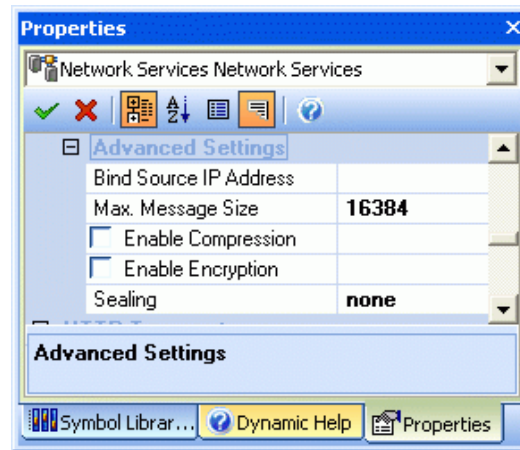 Properties
Network Services Network Services
Advanced Settings
Bind Source IP Address
Max. Message Size 16384
Enable Compression
Enable Encryption
Sealing none
Advanced Settings
Symbol Librar... Dynamic Help Properties